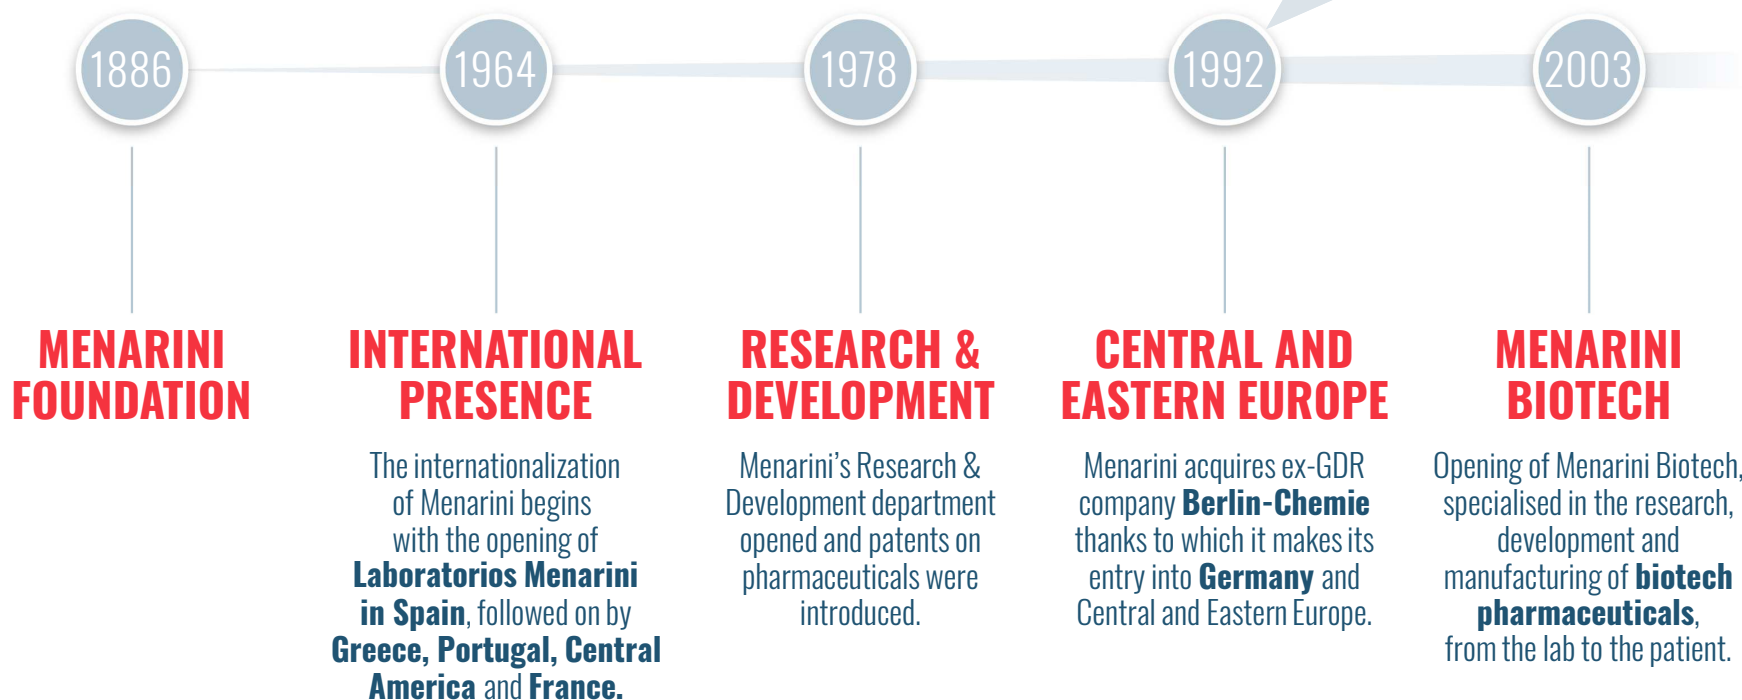 1886
1964
1978
1992
2003
MENARINI
FOUNDATION
INTERNATIONAL
PRESENCE
The internationalization
of Menarini begins
with the opening of
Laboratorios Menarini
in Spain, followed on by
Greece, Portugal, Central
America and France.
RESEARCH &
DEVELOPMENT
Menarini’s Research &
Development department
opened and patents on
pharmaceuticals were
introduced.
CENTRAL AND
EASTERN EUROPE
Menarini acquires ex-GDR
company Berlin-Chemie
thanks to which it makes its
entry into Germany and
Central and Eastern Europe.
MENARINI
BIOTECH
Opening of Menarini Biotech,
specialised in the research,
development and
manufacturing of biotech
pharmaceuticals,
from the lab to the patient.